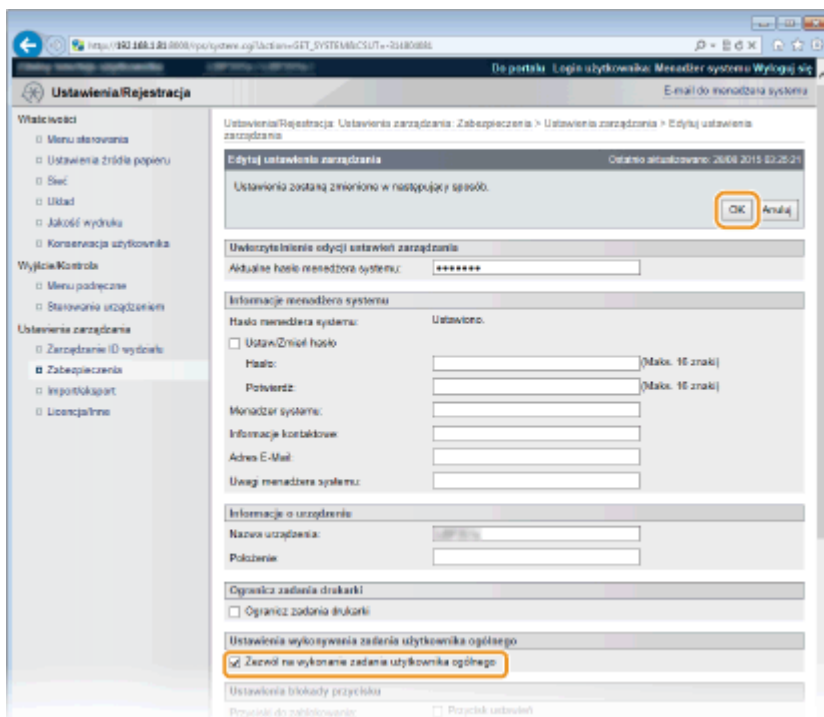 Do portalu Login użytkownika: Menedżer systemu Wyloguj się
Ustawienia/Rejestracja
E-mail do menedżera systemu
Właściwości
Menu sterowania
Ustawienia źródła papieru
Sieć
Układ
Jakość wydruku
Konserwacja użytkownika
Wyjście/Kontrola
Menu podręczne
Sterowanie urządzeniem
Ustawienia zarządzania
Zarządzanie ID wydziału
Zabezpieczenia
Import/eksport
Licencja/Inne
Ustawienia/Rejestracja: Ustawienia zarządzania: Zabezpieczenia > Ustawienia zarządzania > Edytuj ustawienia
zarządzania
Edytuj ustawienia zarządzania
Ostatnio aktualizowano: 28/08 2015 03:25:21
Ustawienia zostaną zmienione w następujący sposób.
OK Anuluj
Uwierzytelnienie edycji ustawień zarządzania
Aktualne hasło menedżera systemu: •••••••
Informacje menedżera systemu
Hasło menedżera systemu: Ustawiono.
Ustaw/Zmień hasło
Hasło: (Maks. 16 znaki)
Potwierdź: (Maks. 16 znaki)
Menedżer systemu:
Informacje kontaktowe:
Adres E-Mail:
Uwagi menedżera systemu:
Informacje o urządzeniu
Nazwa urządzenia:
Położenie:
Ogranicz zadania drukarki
Ogranicz zadania drukarki
Ustawienia wykonywania zadania użytkownika ogólnego
Zezwól na wykonanie zadania użytkownika ogólnego
Ustawienia blokady przycisku
Przyciski do zablokowania: Przycisk ustawień